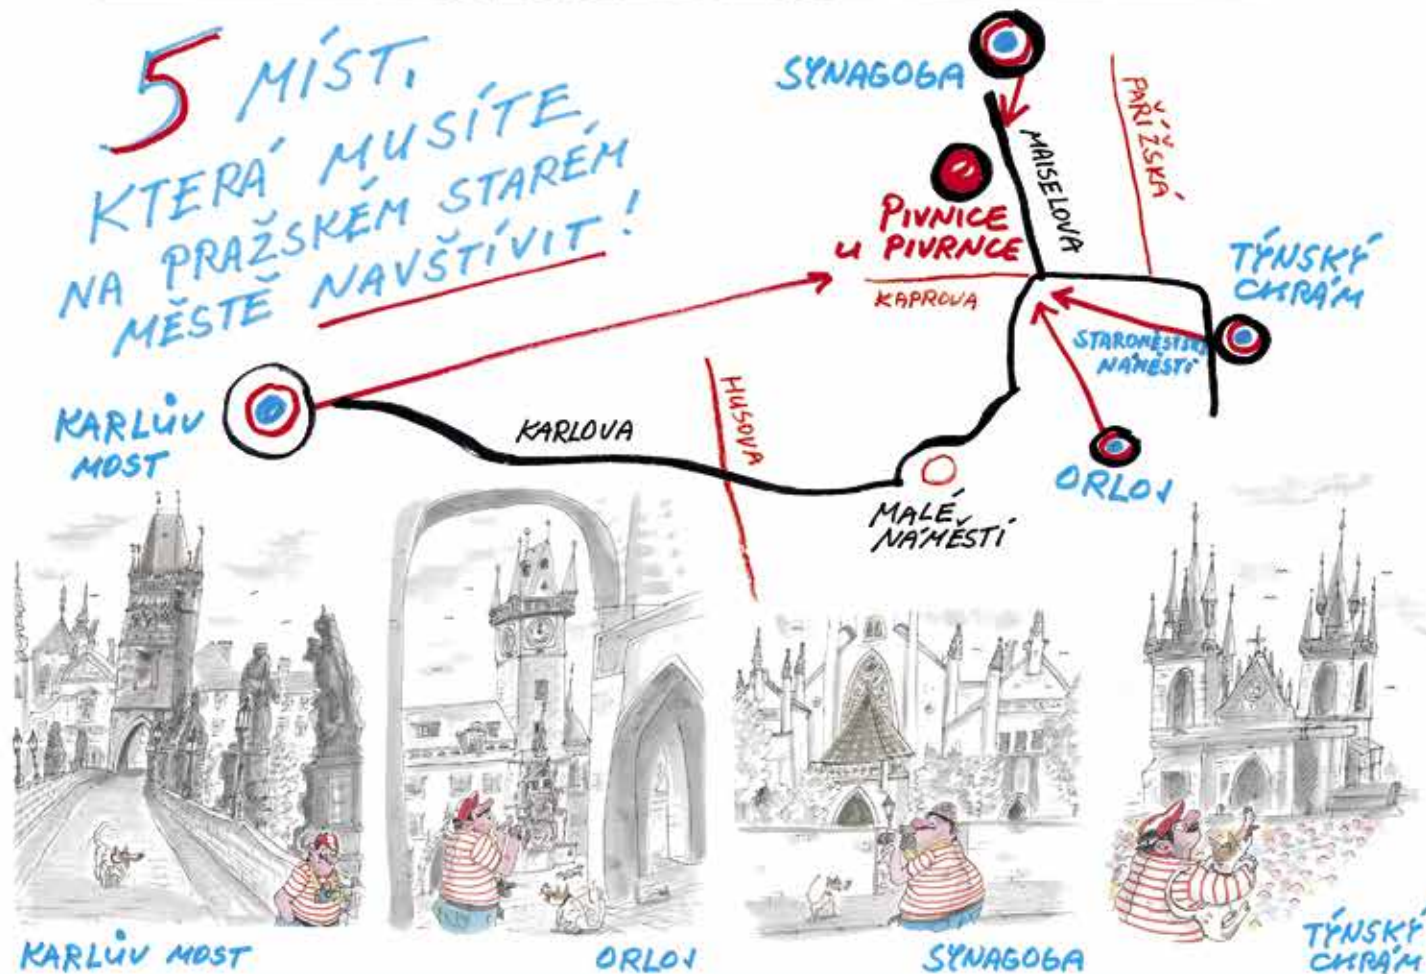 5 MÍST,
KTERÁ MUSÍTE
NA PRAŽSKÉM STARÉM
MĚSTĚ NAVŠTÍVIT!
SYNAGOGA
PAŘÍŽSKÁ
MAISELOVA
PIVNICE
U PIVRNCE
KAPROVA
TÝNSKÝ
CHRÁM
STAROMĚSTSKÉ
NÁMĚSTÍ
KARLŮV
MOST
KARLOVA
HUSOVA
ORLOJ
MALÉ
NÁMĚSTÍ
KARLŮV MOST
ORLOJ
SYNAGOGA
TÝNSKÝ
CHRÁM